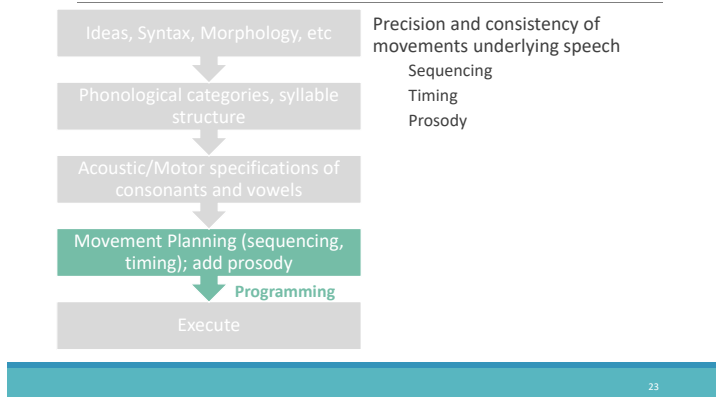 Ideas, Syntax, Morphology, etc
Phonological categories, syllable
structure
Acoustic/Motor specifications of
consonants and vowels
Movement Planning (sequencing,
timing); add prosody
Programming
Execute
Precision and consistency of
movements underlying speech
Sequencing
Timing
Prosody
23